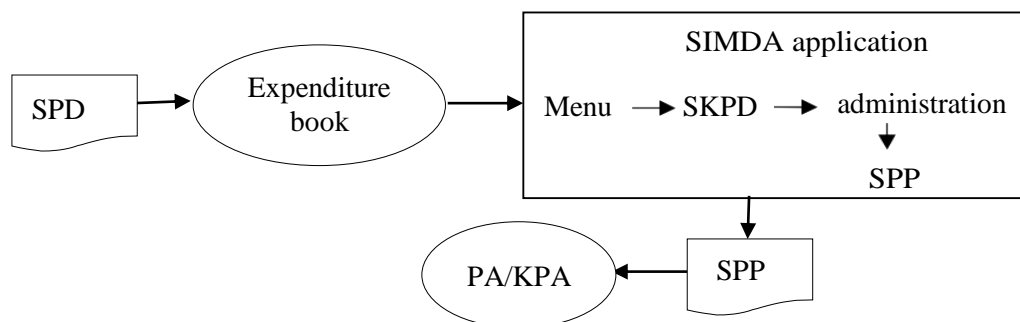 SPD
Expenditure
book
SIMDA application
Menu SKPD administration
SPP
PA/KPA
SPP